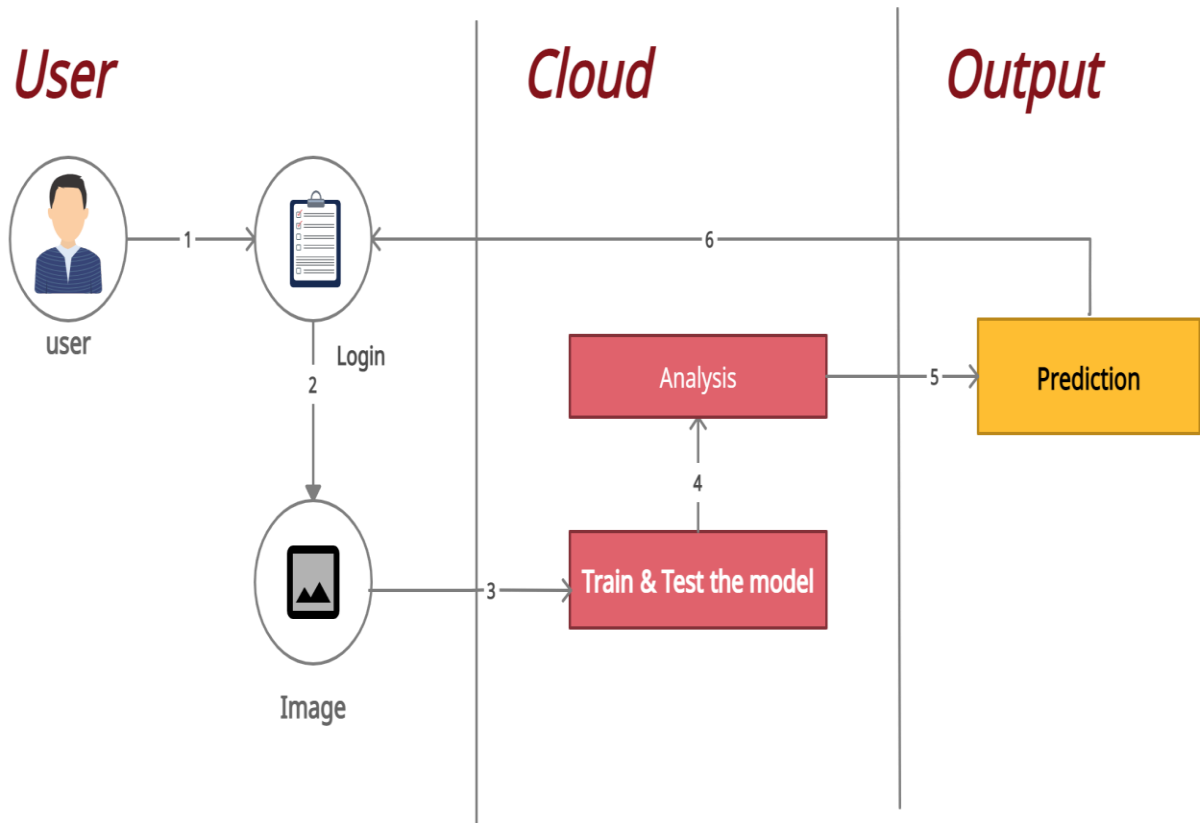 User
Cloud
Output
1
6
user
Login
2
Analysis
5
Prediction
4
3
Train & Test the model
Image